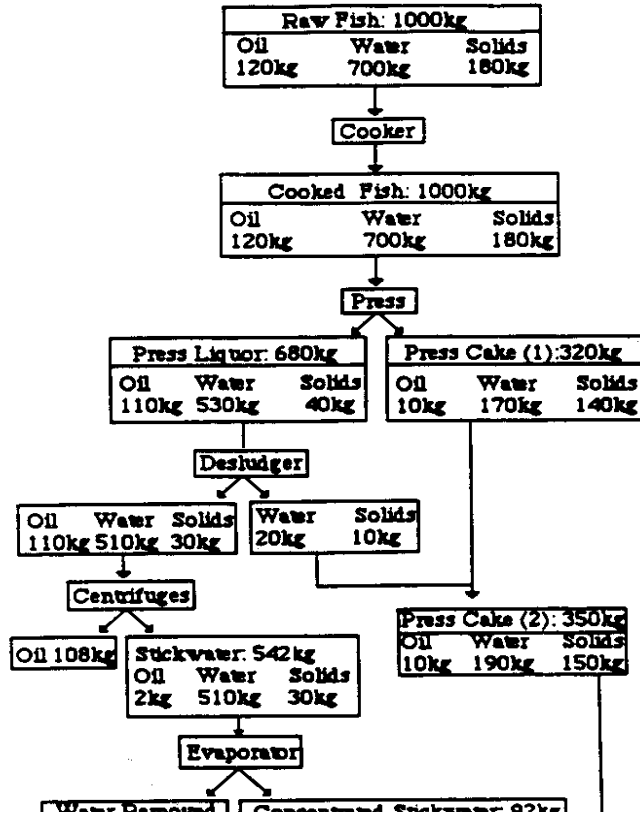 Raw Fish: 1000kg
Oil Water Solids
120kg 700kg 180kg
Cooker
Cooked Fish: 1000kg
Oil Water Solids
120kg 700kg 180kg
Press
Press Liquor: 680kg
Oil Water Solids
110kg 530kg 40kg
Press Cake (1):320kg
Oil Water Solids
10kg 170kg 140kg
Desludger
Oil Water Solids
110kg 510kg 30kg
Water Solids
20kg 10kg
Centrifuges
Oil 108kg
Stickwater: 542kg
Oil Water Solids
2kg 510kg 30kg
Press Cake (2): 350kg
Oil Water Solids
10kg 190kg 150kg
Evaporator
Water
Stickwater: 92kg